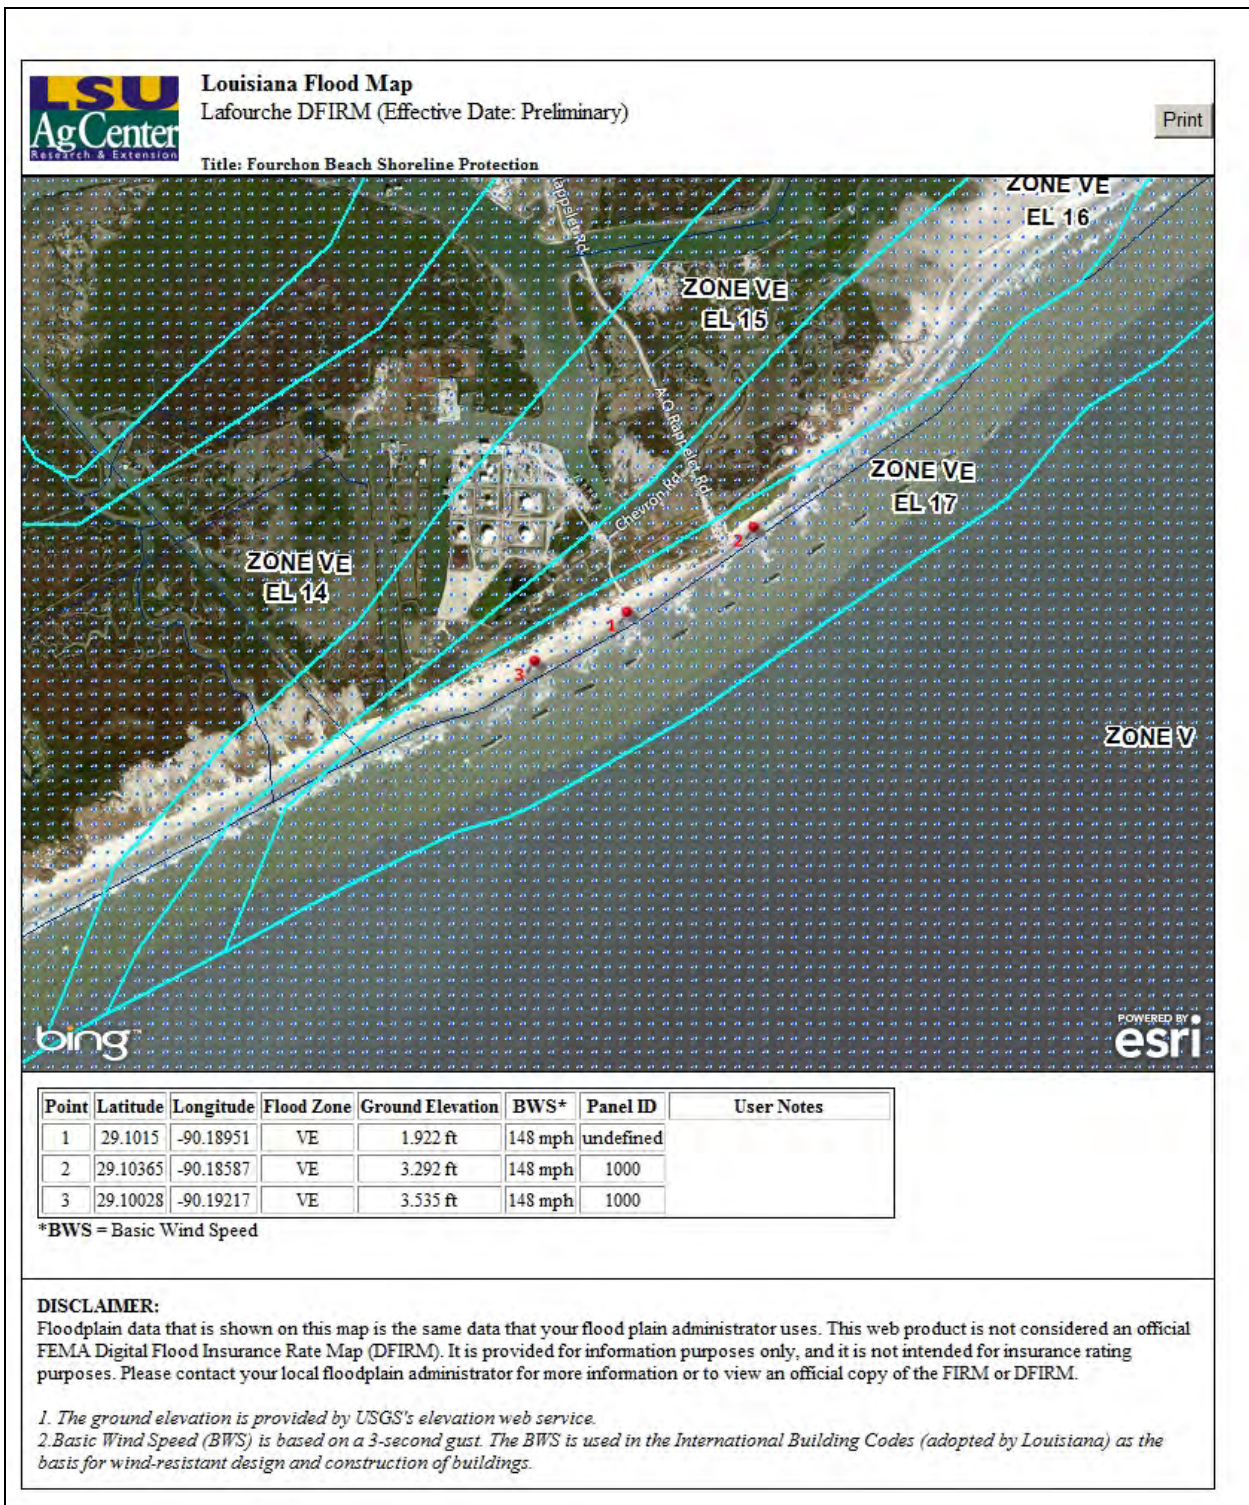 LSU
AgCenter
Research & Extension
Louisiana Flood Map
Lafourche DFIRM (Effective Date: Preliminary)
Print
Title: Fourchon Beach Shoreline Protection
ZONE VE
EL 16
Rappelet Rd
ZONE VE
EL 15
A O Rappelet Rd
ZONE VE
EL 17
Chevron Rd
2
ZONE VE
EL 14
1
3
ZONE V
bing
POWERED BY
esri
Point Latitude Longitude Flood Zone Ground Elevation BWS* Panel ID User Notes
1 29.1015 -90.18951 VE 1.922 ft 148 mph undefined
2 29.10365 -90.18587 VE 3.292 ft 148 mph 1000
3 29.10028 -90.19217 VE 3.535 ft 148 mph 1000
*BWS = Basic Wind Speed
DISCLAIMER:
Floodplain data that is shown on this map is the same data that your flood plain administrator uses. This web product is not considered an official
FEMA Digital Flood Insurance Rate Map (DFIRM). It is provided for information purposes only, and it is not intended for insurance rating
purposes. Please contact your local floodplain administrator for more information or to view an official copy of the FIRM or DFIRM.
1. The ground elevation is provided by USGS's elevation web service.
2.Basic Wind Speed (BWS) is based on a 3-second gust. The BWS is used in the International Building Codes (adopted by Louisiana) as the
basis for wind-resistant design and construction of buildings.